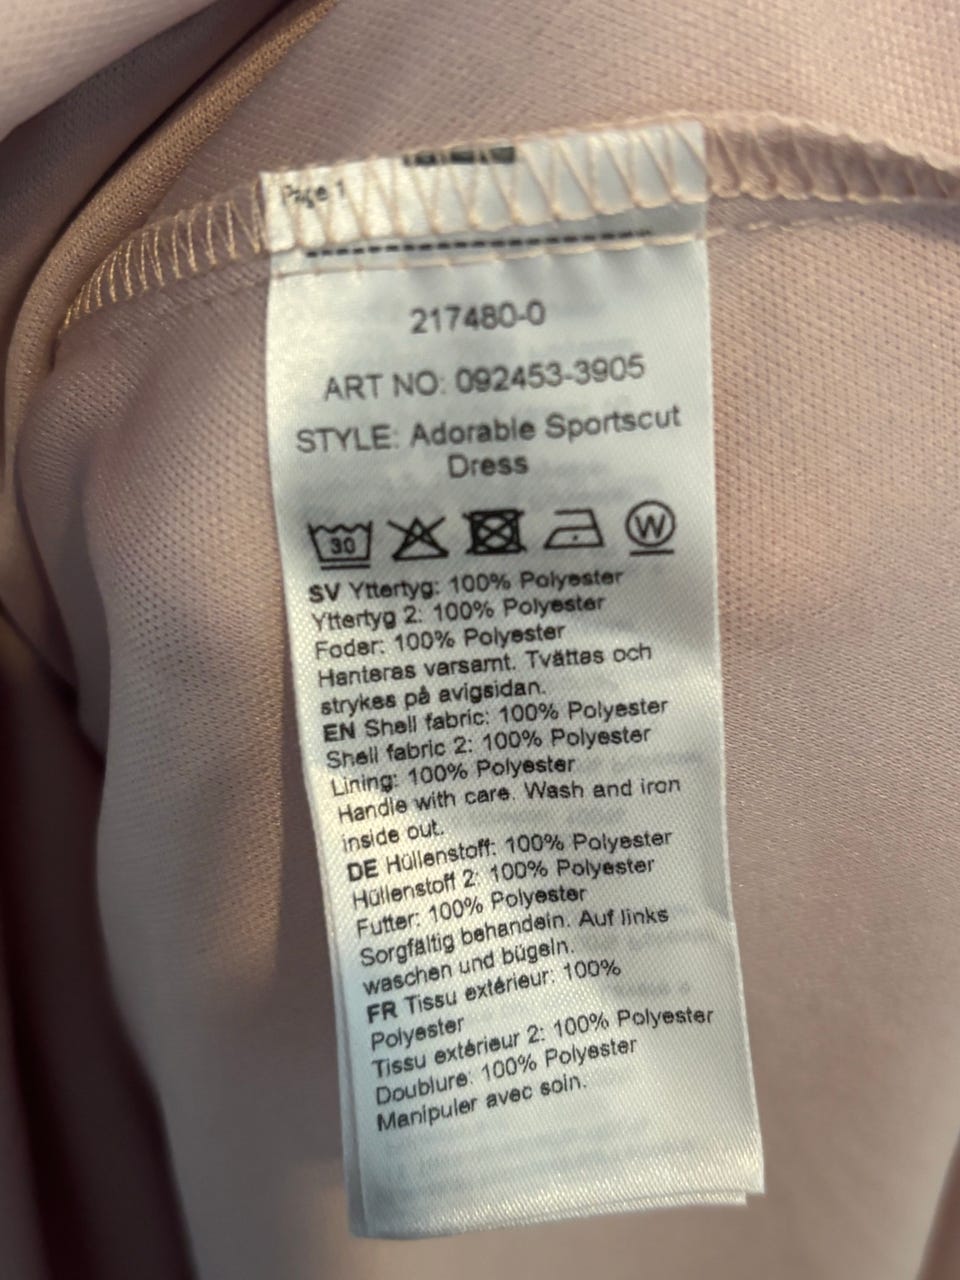 Page 1
217480-0
ART NO: 092453-3905
STYLE: Adorable Sportscut
Dress
30
W
SV Yttertyg: 100% Polyester
Yttertyg 2: 100% Polyester
Foder: 100% Polyester
Hanteras varsamt. Tvättas och
strykes på avigsidan.
EN Shell fabric: 100% Polyester
Shell fabric 2: 100% Polyester
Lining: 100% Polyester
Handle with care. Wash and iron
inside out.
DE Hüllenstoff: 100% Polyester
Hüllenstoff 2: 100% Polyester
Futter: 100% Polyester
Sorgfältig behandeln. Auf links
waschen und bügeln.
FR Tissu extérieur: 100%
Polyester
Tissu extérieur 2: 100% Polyester
Doublure: 100% Polyester
Manipuler avec soin.